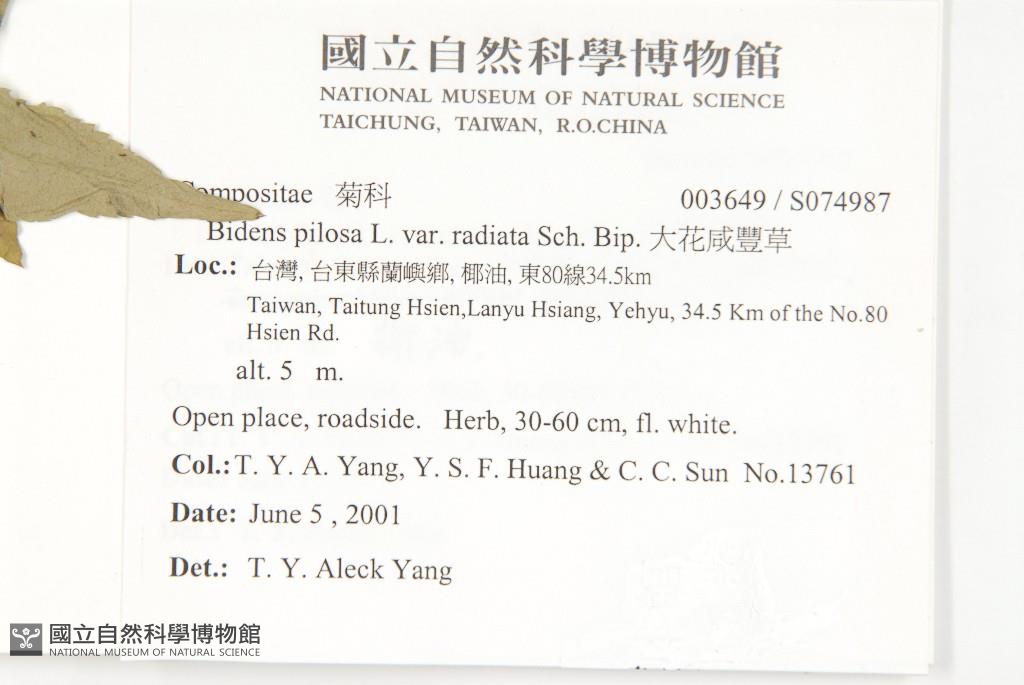 國立自然科學博物館
NATIONAL MUSEUM OF NATURAL SCIENCE
TAICHUNG, TAIWAN, R.O.CHINA
Compositae 菊科 003649 / S074987
Bidens pilosa L. var. radiata Sch. Bip. 大花咸豐草
Loc.: 台灣, 台東縣蘭嶼鄉, 椰油, 東80線34.5km
Taiwan, Taitung Hsien,Lanyu Hsiang, Yehyu, 34.5 Km of the No.80
Hsien Rd.
alt. 5 m.
Open place, roadside. Herb, 30-60 cm, fl. white.
Col.: T. Y. A. Yang, Y. S. F. Huang & C. C. Sun No.13761
Date: June 5 , 2001
Det.: T. Y. Aleck Yang
國立自然科學博物館
NATIONAL MUSEUM OF NATURAL SCIENCE